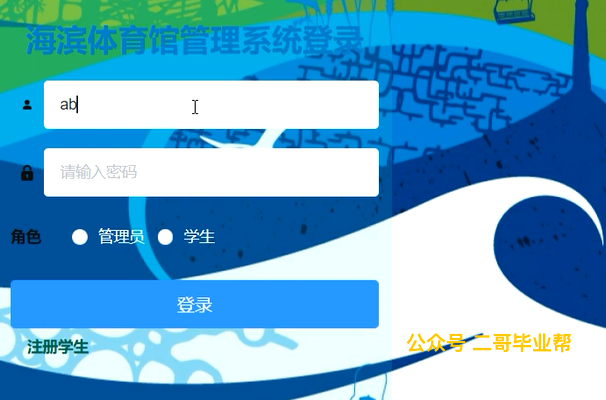 海滨体育馆管理系统登录
ab
请输入密码
角色 管理员 学生
登录
注册学生
公众号 二哥毕业帮